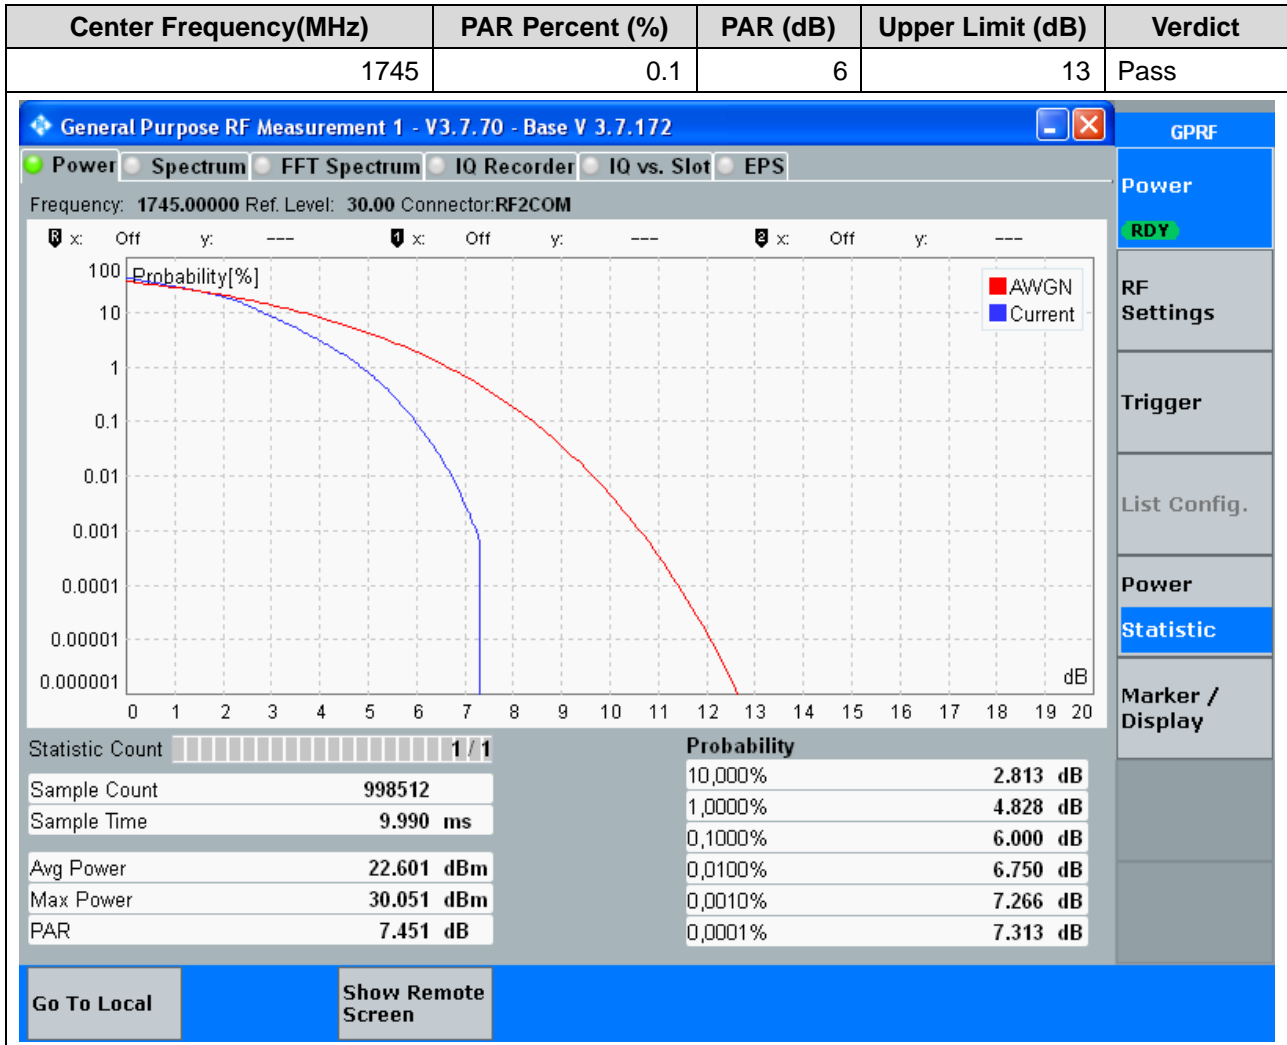 Center Frequency(MHz) PAR Percent (%) PAR (dB) Upper Limit (dB) Verdict
1745 0.1 6 13 Pass
General Purpose RF Measurement 1 - V3.7.70 - Base V 3.7.172
GPRF
Power Spectrum FFT Spectrum IQ Recorder IQ vs. Slot EPS
Power
RDY
Frequency: 1745.00000 Ref. Level: 30.00 Connector:RF2COM
R x: Off y: --- 1 x: Off y: --- 2 x: Off y: ---
Probability[%]
AWGN
Current
100
10
1
0.1
0.01
0.001
0.0001
0.00001
0.000001
dB
0 1 2 3 4 5 6 7 8 9 10 11 12 13 14 15 16 17 18 19 20
RF
Settings
Trigger
List Config.
Power
Statistic
Marker /
Display
Statistic Count 1 / 1
Sample Count 998512
Sample Time 9.990 ms
Avg Power 22.601 dBm
Max Power 30.051 dBm
PAR 7.451 dB
Probability
10,000% 2.813 dB
1,0000% 4.828 dB
0,1000% 6.000 dB
0,0100% 6.750 dB
0,0010% 7.266 dB
0,0001% 7.313 dB
Go To Local
Show Remote
Screen